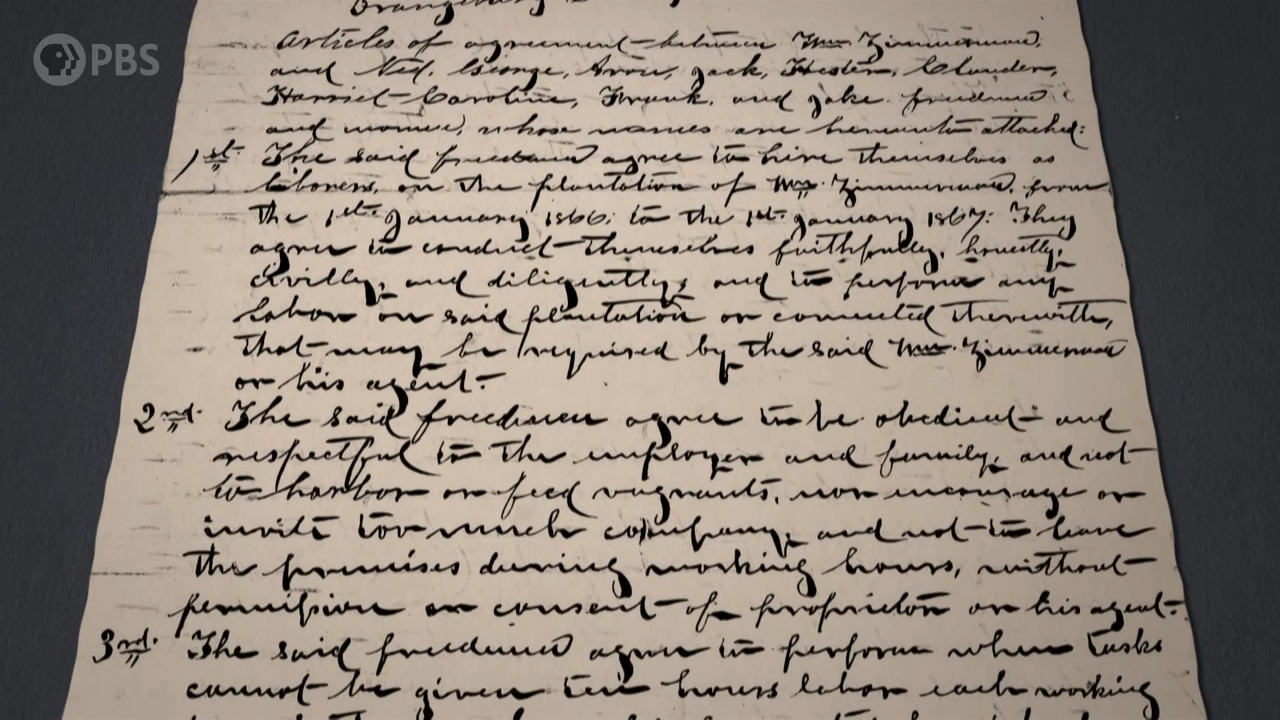 PBS
Orangeburg
Articles of agreement between Wm Zimmerman,
and Ned, George, Aron, Jack, Hester, Claudes,
Harriet Caroline, Frank, and Jake freedmen
and women, whose names are hereunto attached:
1st The said freedmen agree to hire themselves as
laborers, on the plantation of Wm Zimmerman, from
the 1st January 1866 to the 1st January 1867: They
agree to conduct themselves faithfully, honestly,
civilly, and diligently, and to perform any
labor on said plantation or connected therewith,
that may be required by the said Wm Zimmerman
or his agent.
2nd The said freedmen agree to be obedient and
respectful to the employer and family, and not
to harbor or feed vagrants, nor encourage or
invite too much company, and not to leave
the premises during working hours, without
permission or consent of proprietor or his agent.
3rd The said freedmen agree to perform when tasks
cannot be given ten hours labor each working